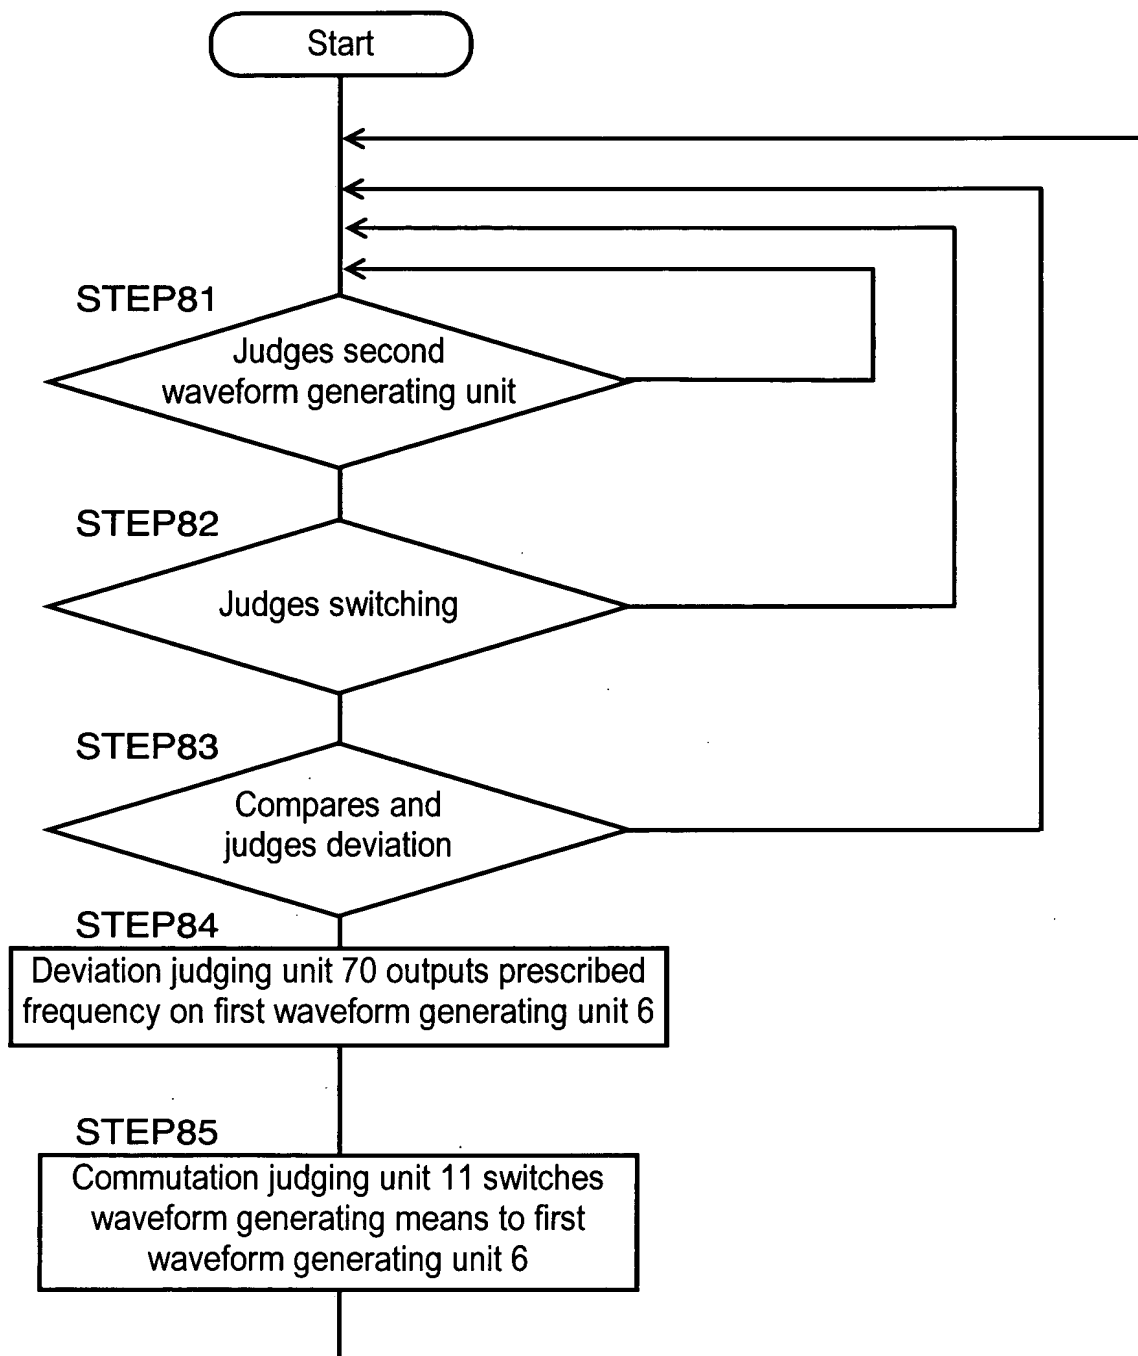 Start
STEP81
Judges second
waveform generating unit
STEP82
Judges switching
STEP83
Compares and
judges deviation
STEP84
Deviation judging unit 70 outputs prescribed
frequency on first waveform generating unit 6
STEP85
Commutation judging unit 11 switches
waveform generating means to first
waveform generating unit 6